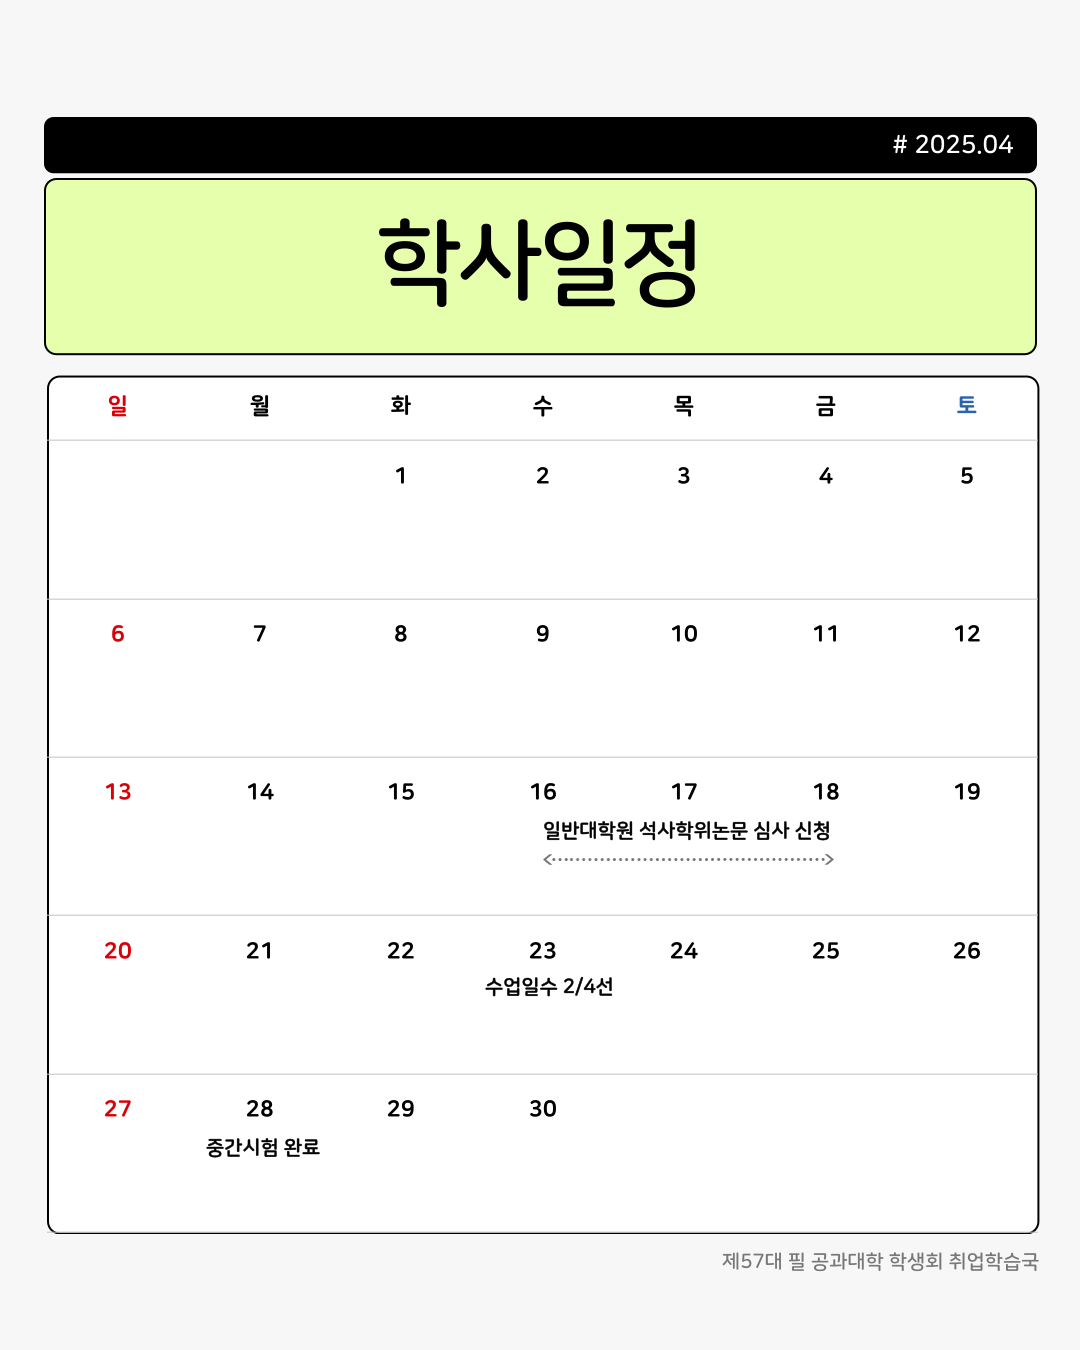 # 2025.04
학사일정
일 월 화 수 목 금 토
1 2 3 4 5
6 7 8 9 10 11 12
13 14 15 16 17 18 19
일반대학원 석사학위논문 심사 신청
20 21 22 23 24 25 26
수업일수 2/4선
27 28 29 30
중간시험 완료
제57대 필 공과대학 학생회 취업학습국